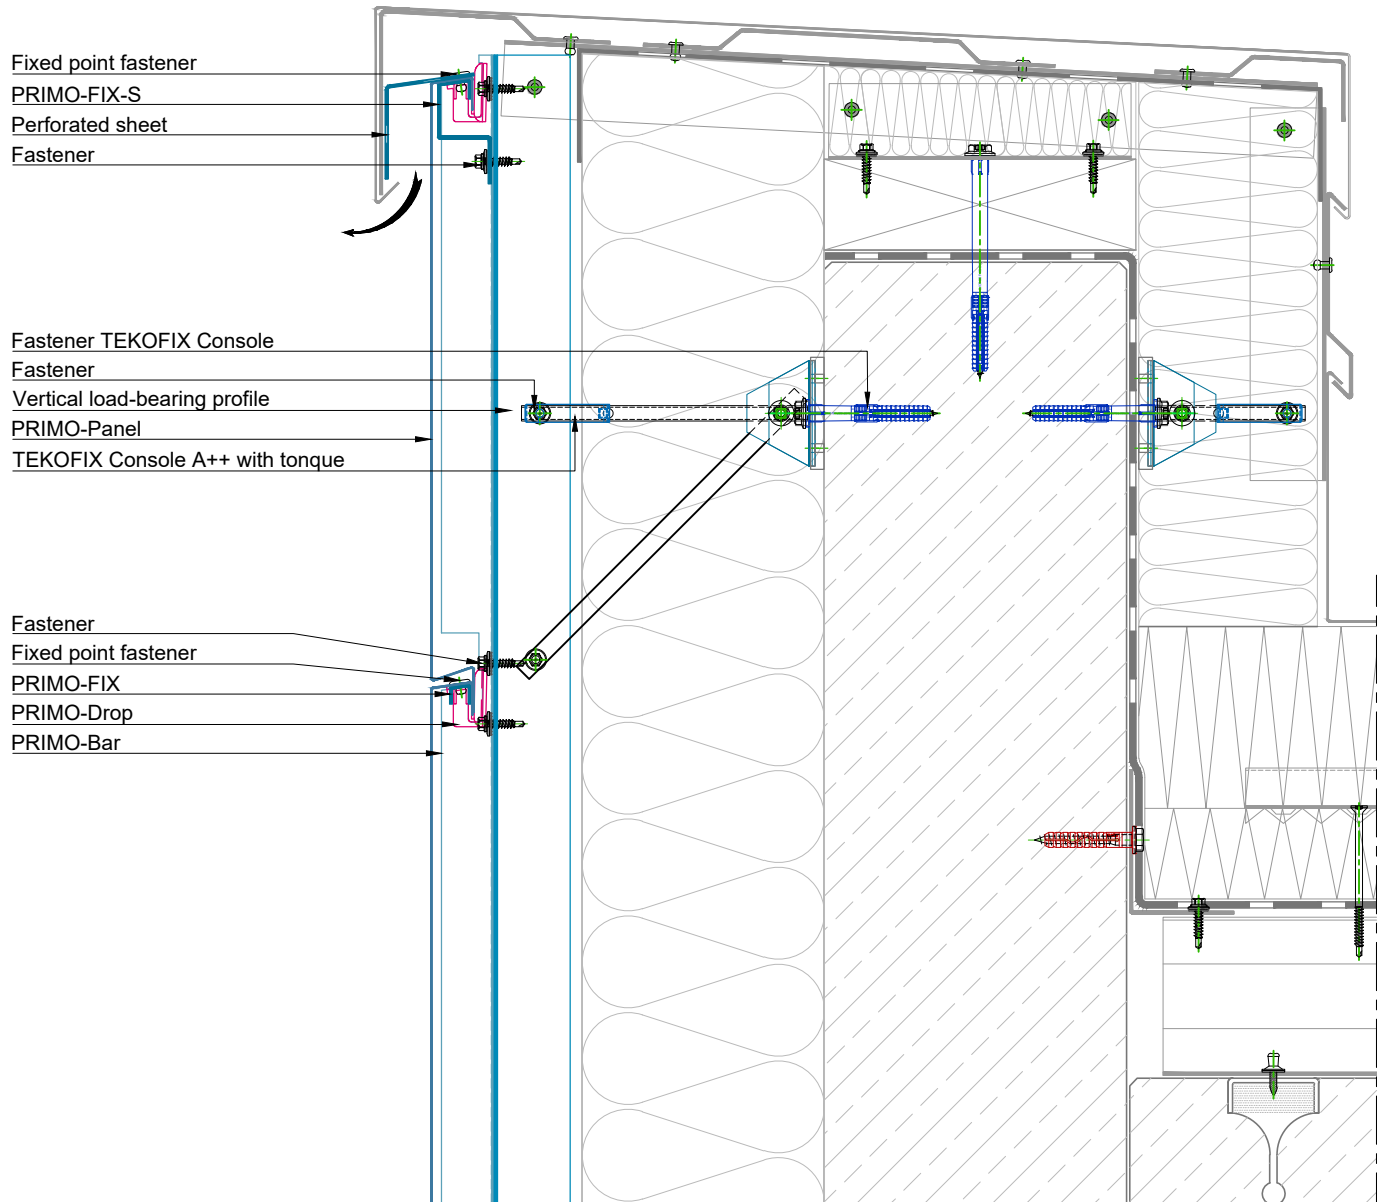 Fixed point fastener
PRIMO-FIX-S
Perforated sheet
Fastener
Fastener TEKOFIX Console
Fastener
Vertical load-bearing profile
PRIMO-Panel
TEKOFIX Console A++ with tonque
Fastener
Fixed point fastener
PRIMO-FIX
PRIMO-Drop
PRIMO-Bar